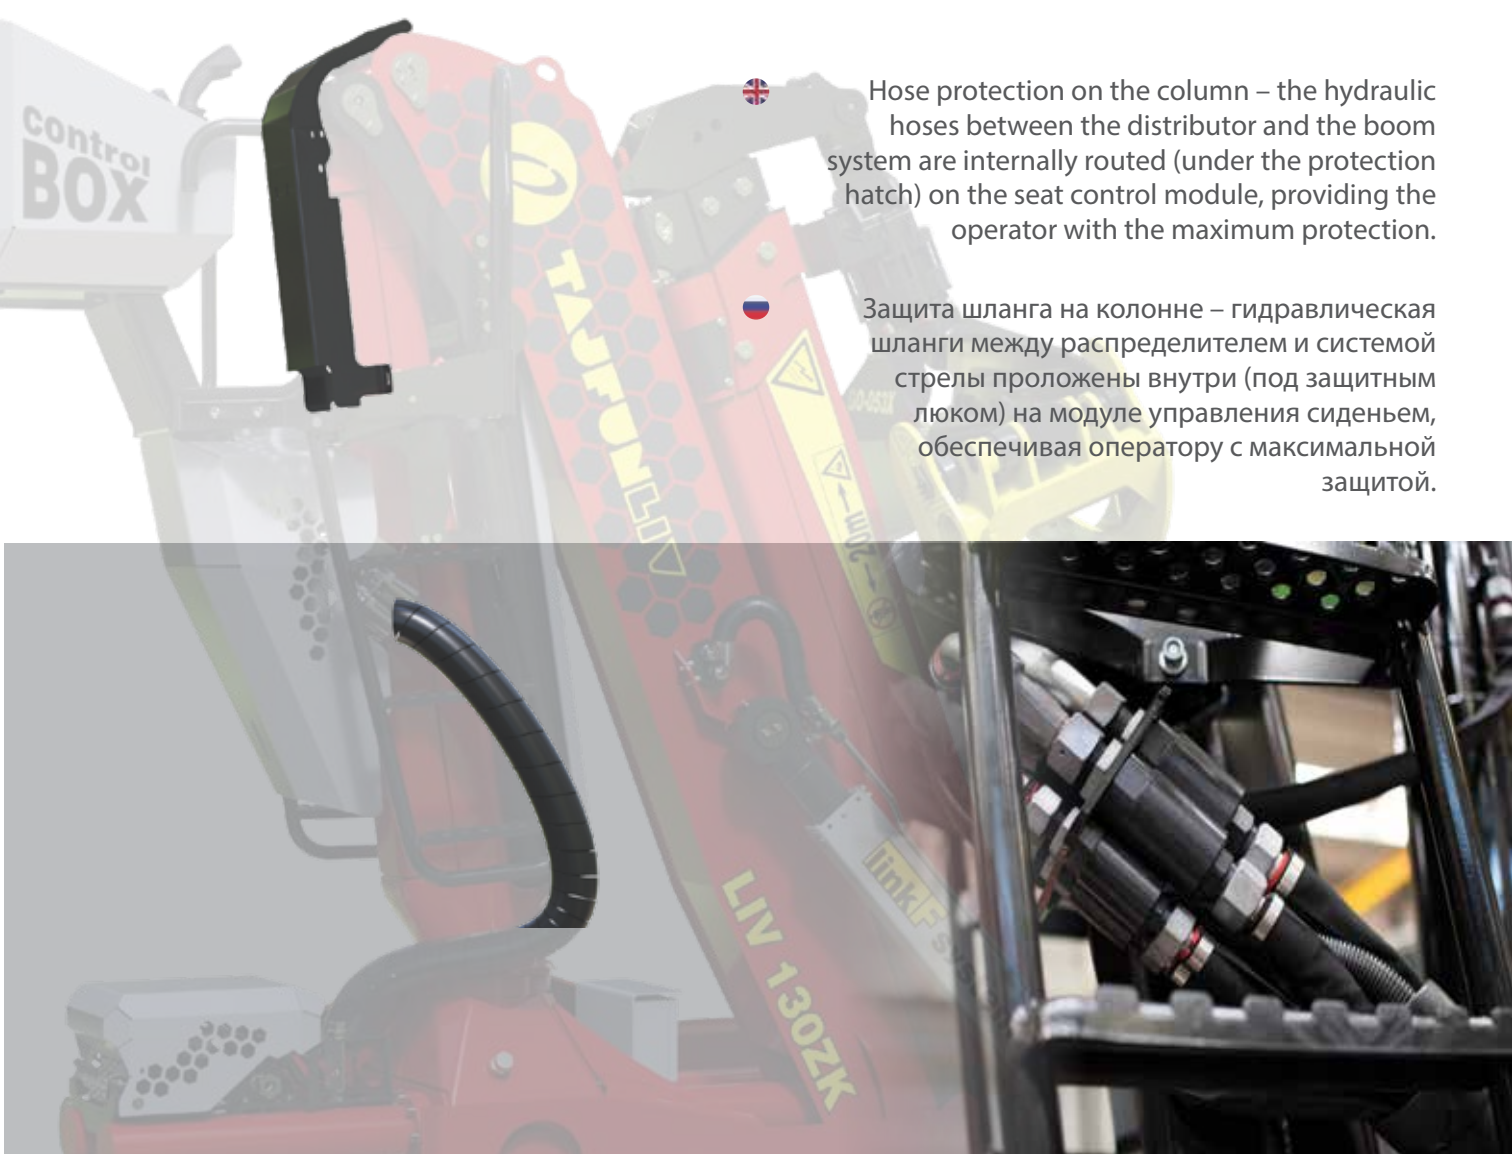 control
BOX
Hose protection on the column – the hydraulic
hoses between the distributor and the boom
system are internally routed (under the protection
hatch) on the seat control module, providing the
operator with the maximum protection.
Защита шланга на колонне – гидравлическая
шланги между распределителем и системой
стрелы проложены внутри (под защитным
люком) на модуле управления сиденьем,
обеспечивая оператору с максимальной
защитой.
TAJFUNLIV
20m
linkF
LIV 130ZK